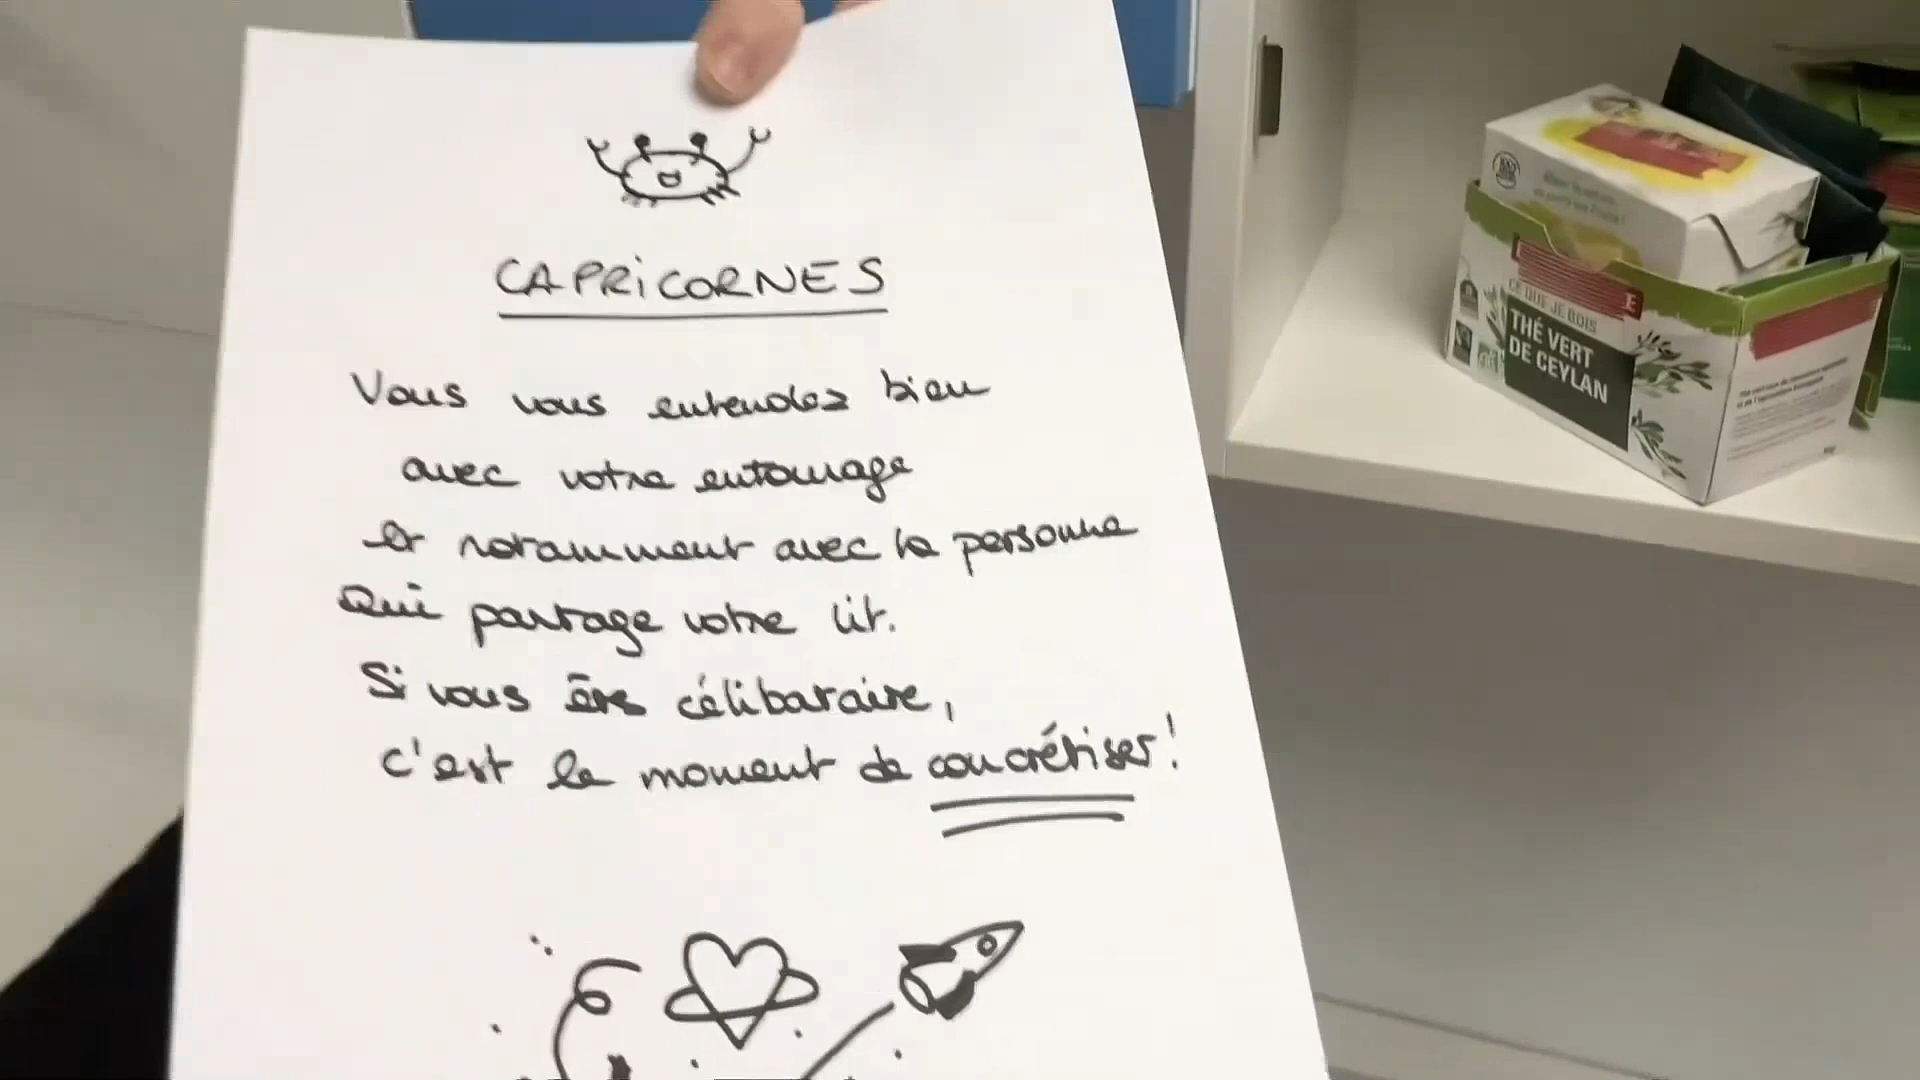 CAPRICORNES
Vous vous entendez bien
avec votre entourage
et notamment avec la personne
Qui partage votre lit.
Si vous êtes célibataire,
c'est le moment de concrétiser!
CE QUE JE BOIS
THÉ VERT
DE CEYLAN